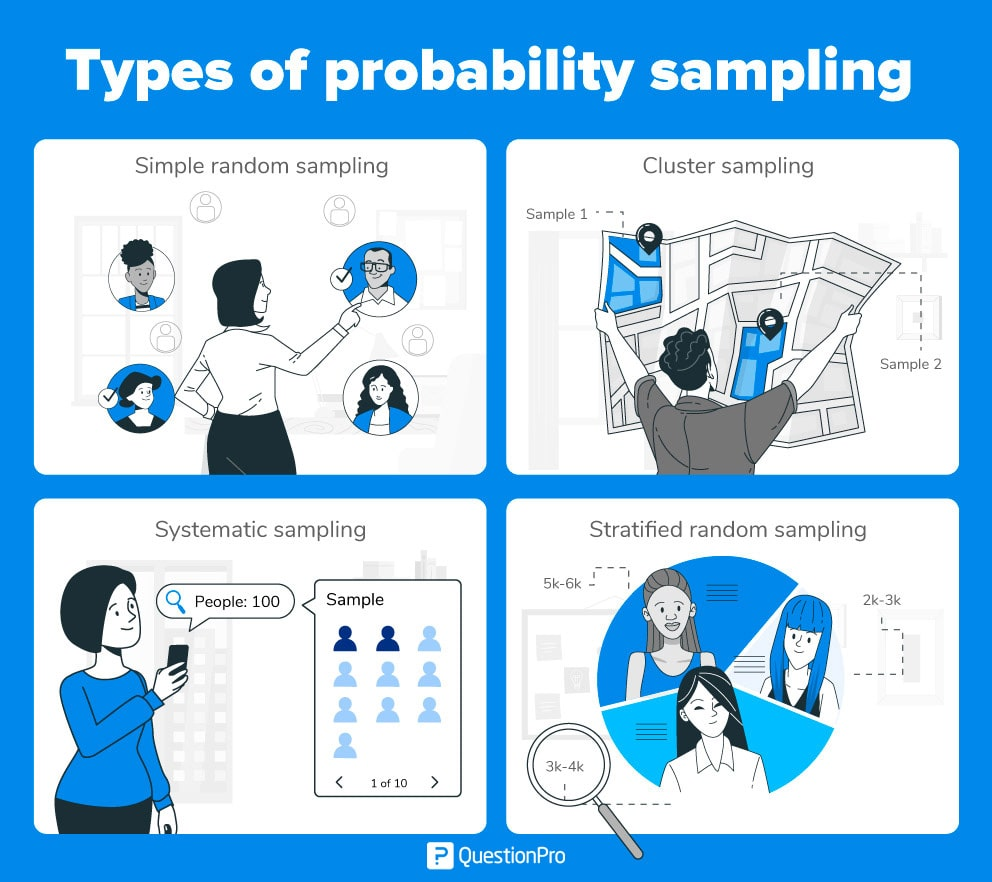 Types of probability sampling
Simple random sampling
Cluster sampling
Sample 1
Sample 2
Systematic sampling
People: 100
Sample
1 of 10
Stratified random sampling
5k-6k
2k-3k
3k-4k
QuestionPro